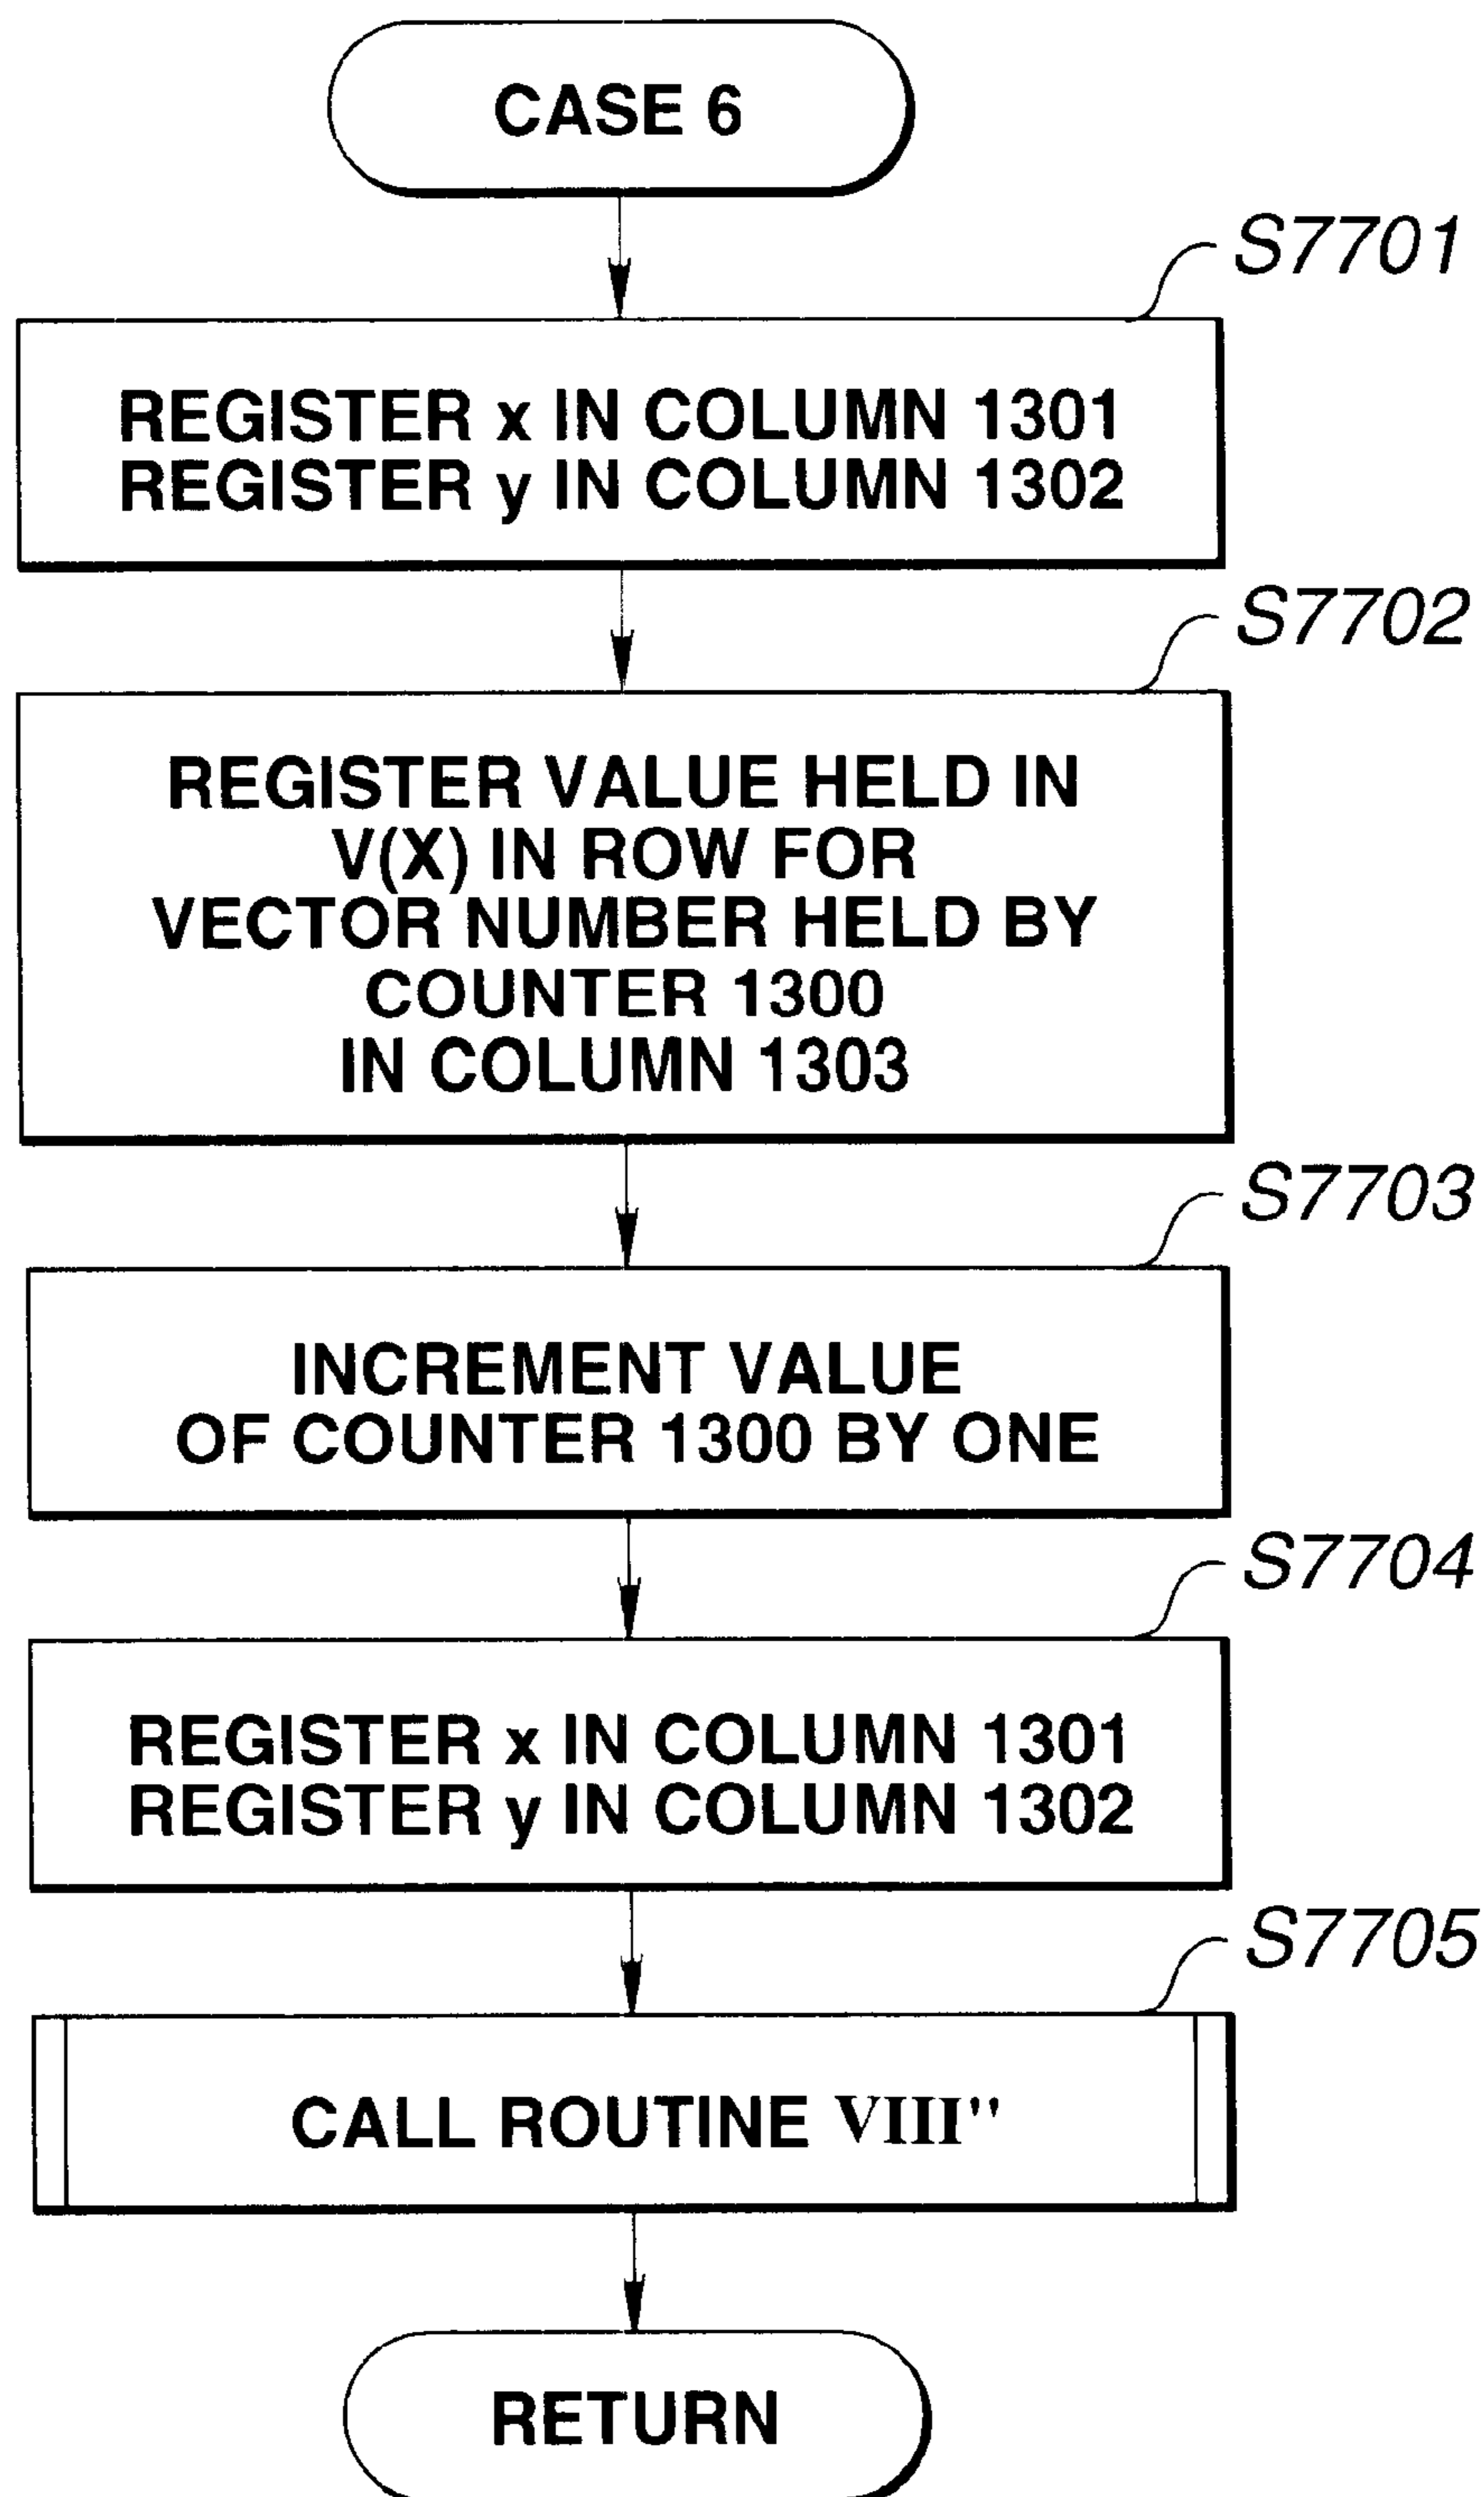 CASE 6
S7701
REGISTER x IN COLUMN 1301
REGISTER y IN COLUMN 1302
S7702
REGISTER VALUE HELD IN
V(X) IN ROW FOR
VECTOR NUMBER HELD BY
COUNTER 1300
IN COLUMN 1303
S7703
INCREMENT VALUE
OF COUNTER 1300 BY ONE
S7704
REGISTER x IN COLUMN 1301
REGISTER y IN COLUMN 1302
S7705
CALL ROUTINE VIII"
RETURN